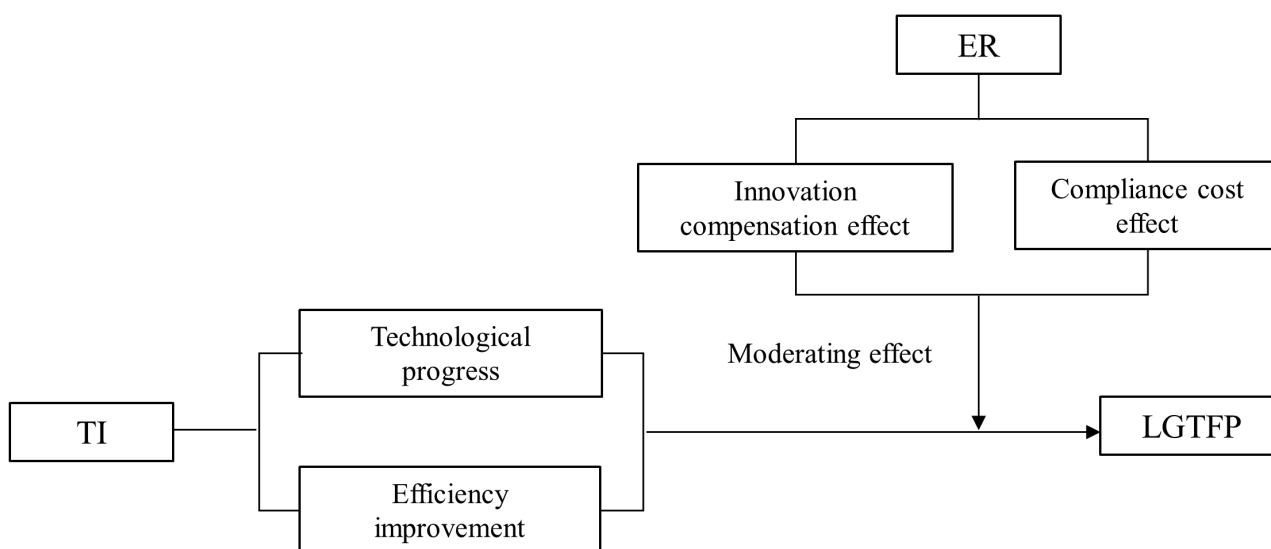 ER
Innovation
compensation effect
Compliance cost
effect
Technological
progress
Moderating effect
TI
LGTFP
Efficiency
improvement